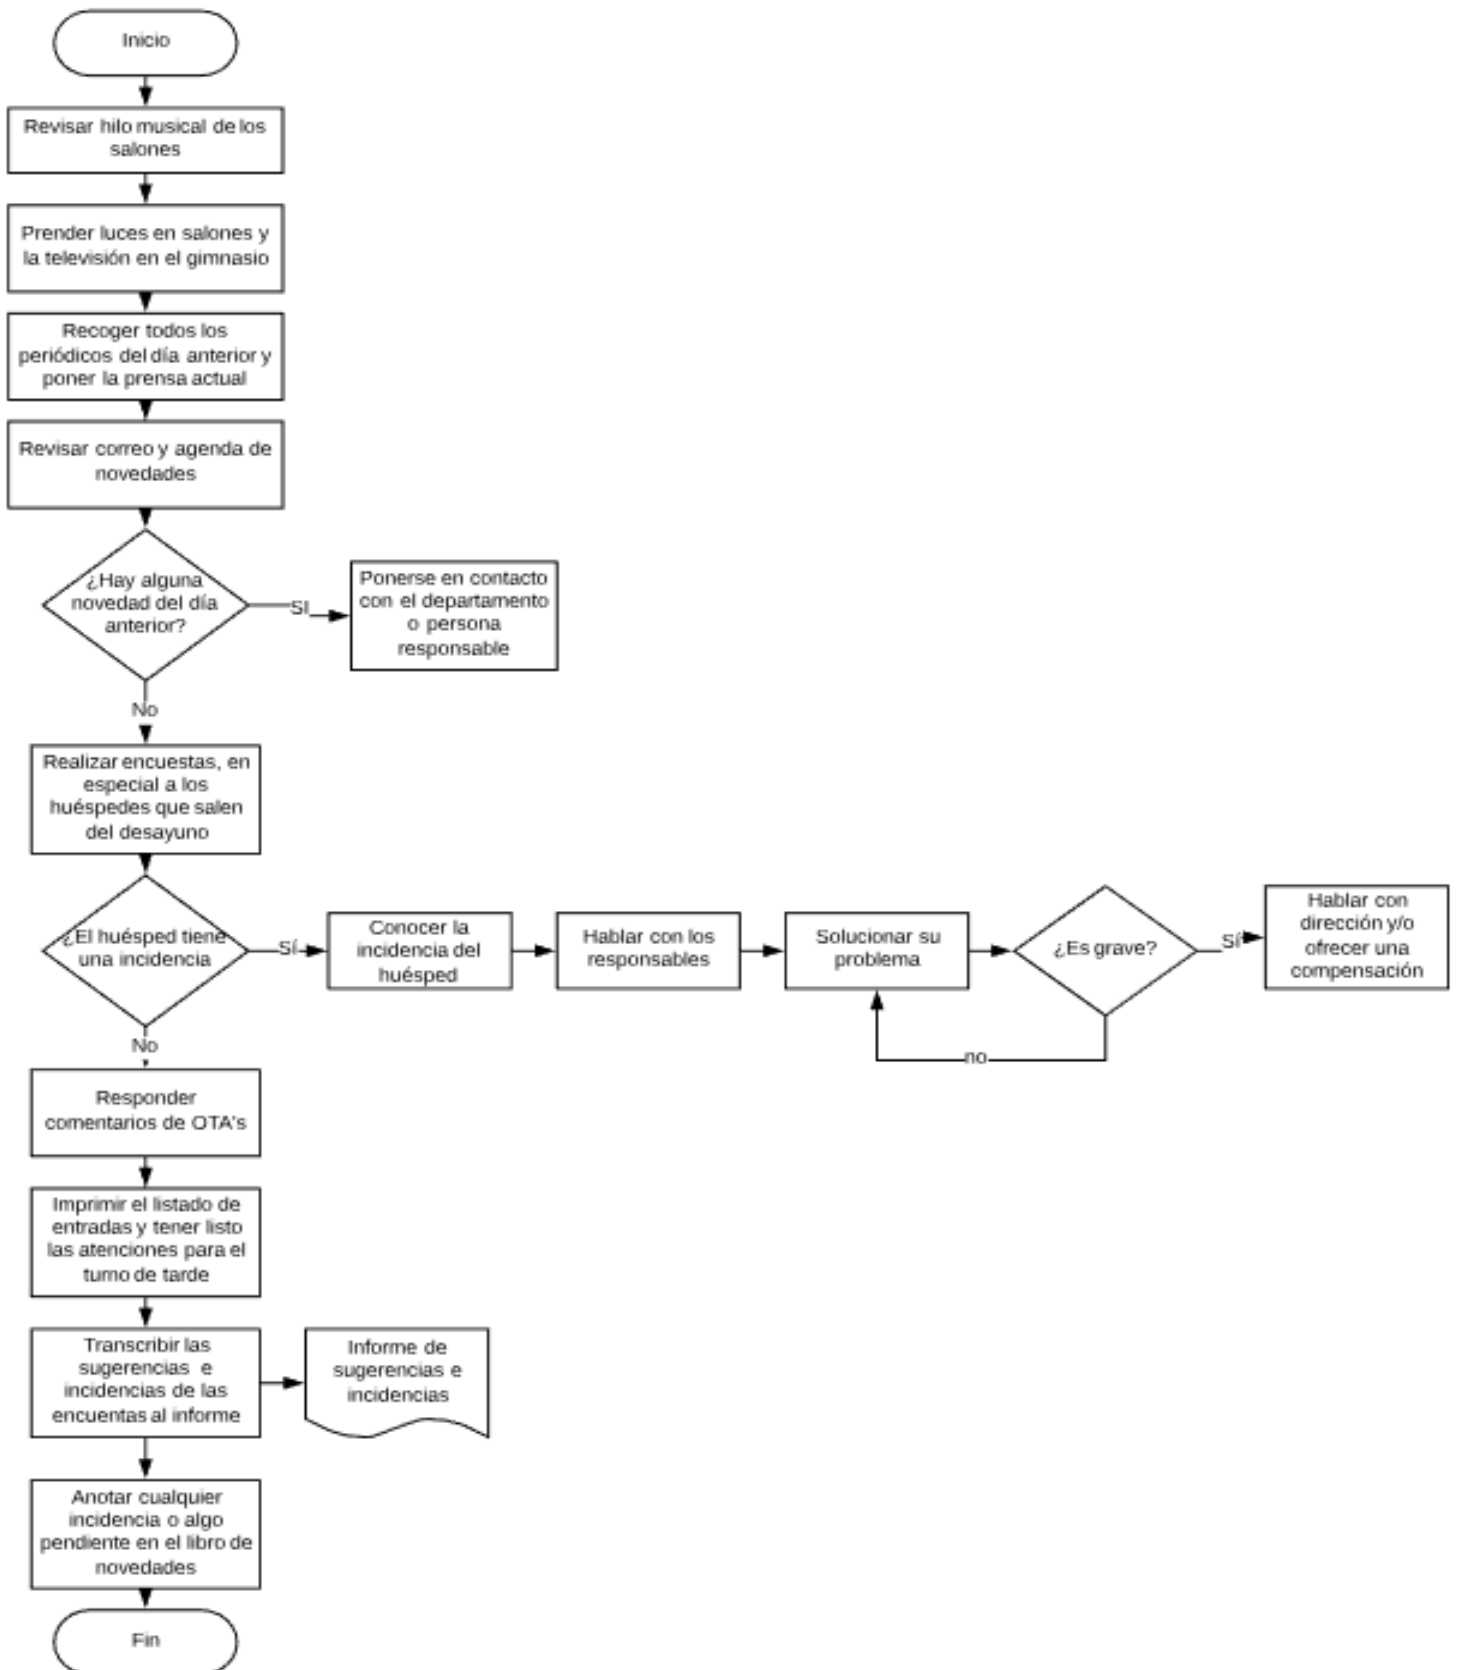 Inicio
Revisar hilo musical de los
salones
Prender luces en salones y
la televisión en el gimnasio
Recoger todos los
periódicos del día anterior y
poner la prensa actual
Revisar correo y agenda de
novedades
¿Hay alguna
novedad del día
anterior?
SI
Ponerse en contacto
con el departamento
o persona
responsable
No
Realizar encuestas, en
especial a los
huéspedes que salen
del desayuno
¿El huésped tiene
una incidencia
Sí
Conocer la
incidencia del
huésped
Hablar con los
responsables
Solucionar su
problema
¿Es grave?
Sí
Hablar con
dirección y/o
ofrecer una
compensación
no
No
Responder
comentarios de OTA's
Imprimir el listado de
entradas y tener listo
las atenciones para el
turno de tarde
Transcribir las
sugerencias e
incidencias de las
encuentas al informe
Informe de
sugerencias e
incidencias
Anotar cualquier
incidencia o algo
pendiente en el libro de
novedades
Fin